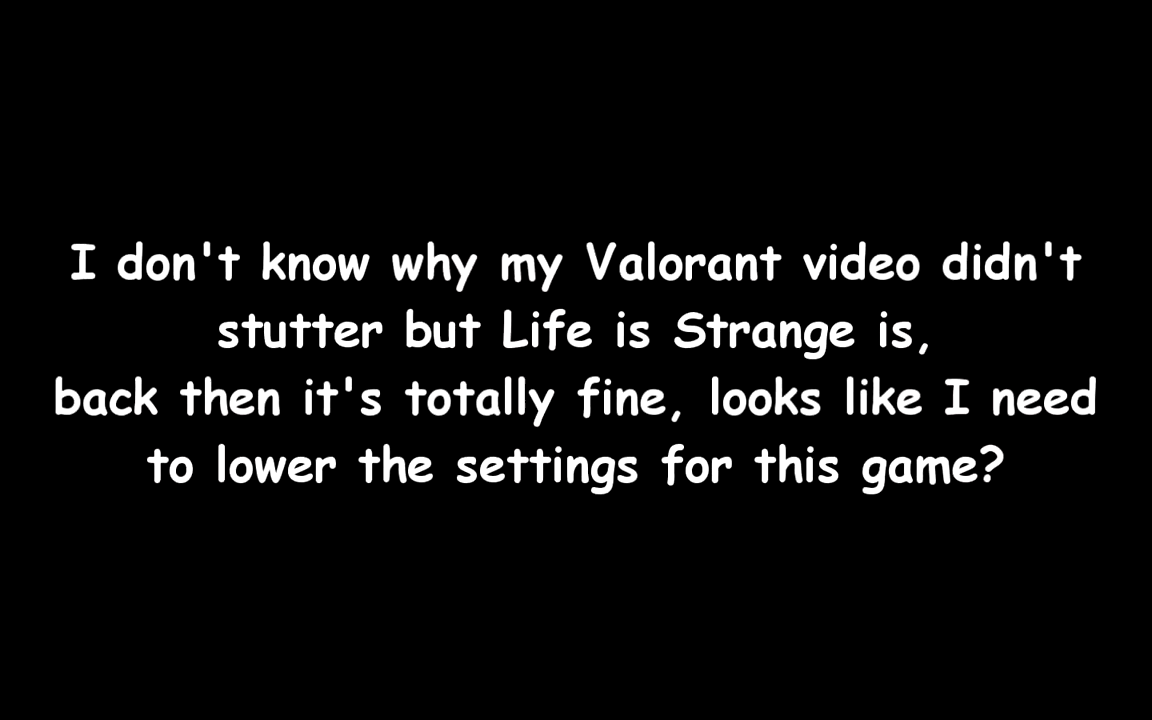 I don't know why my Valorant video didn't
stutter but Life is Strange is,
back then it's totally fine, looks like I need
to lower the settings for this game?